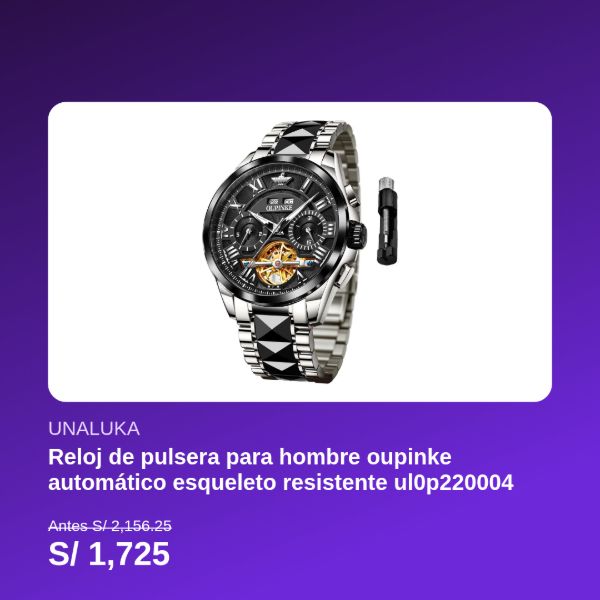 OUPINKE
UNALUKA
Reloj de pulsera para hombre oupinke
automático esqueleto resistente ul0p220004
Antes S/ 2,156.25
S/ 1,725